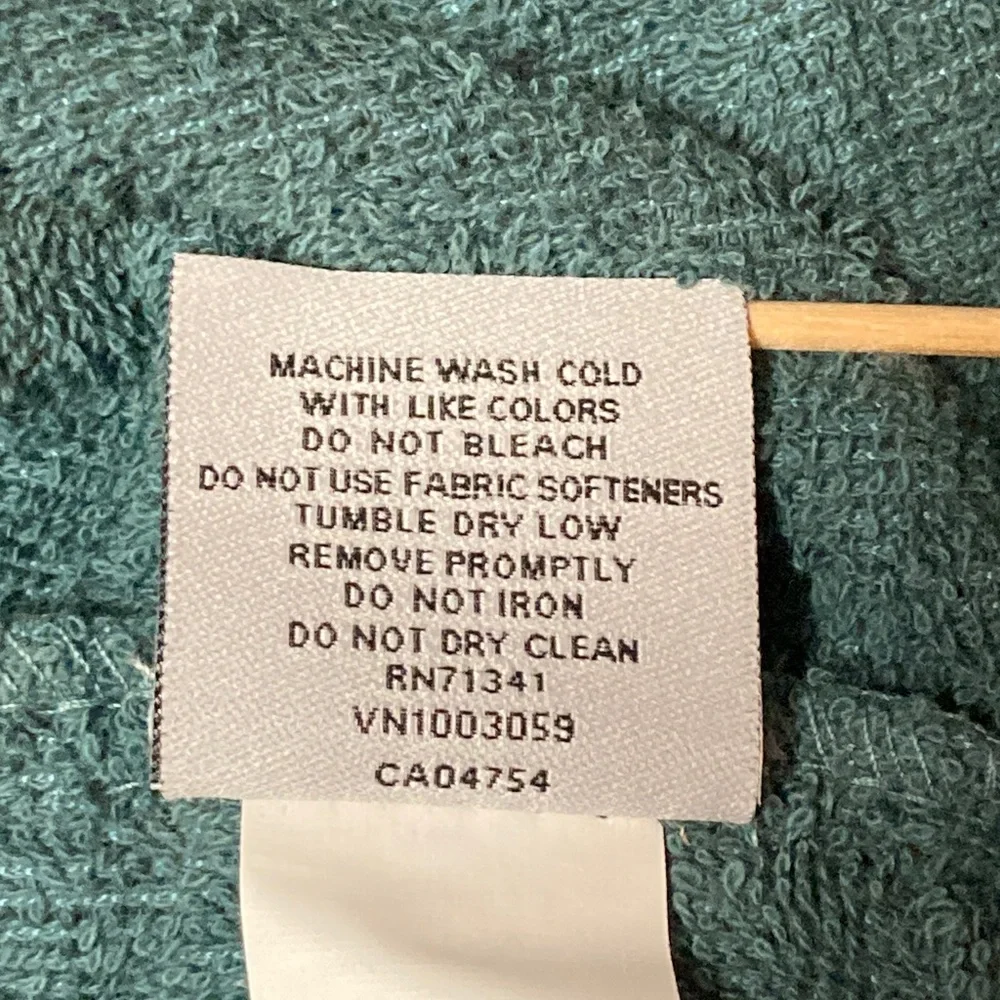 MACHINE WASH COLD
WITH LIKE COLORS
DO NOT BLEACH
DO NOT USE FABRIC SOFTENERS
TUMBLE DRY LOW
REMOVE PROMPTLY
DO NOT IRON
DO NOT DRY CLEAN
RN71341
VN1003059
CA04754